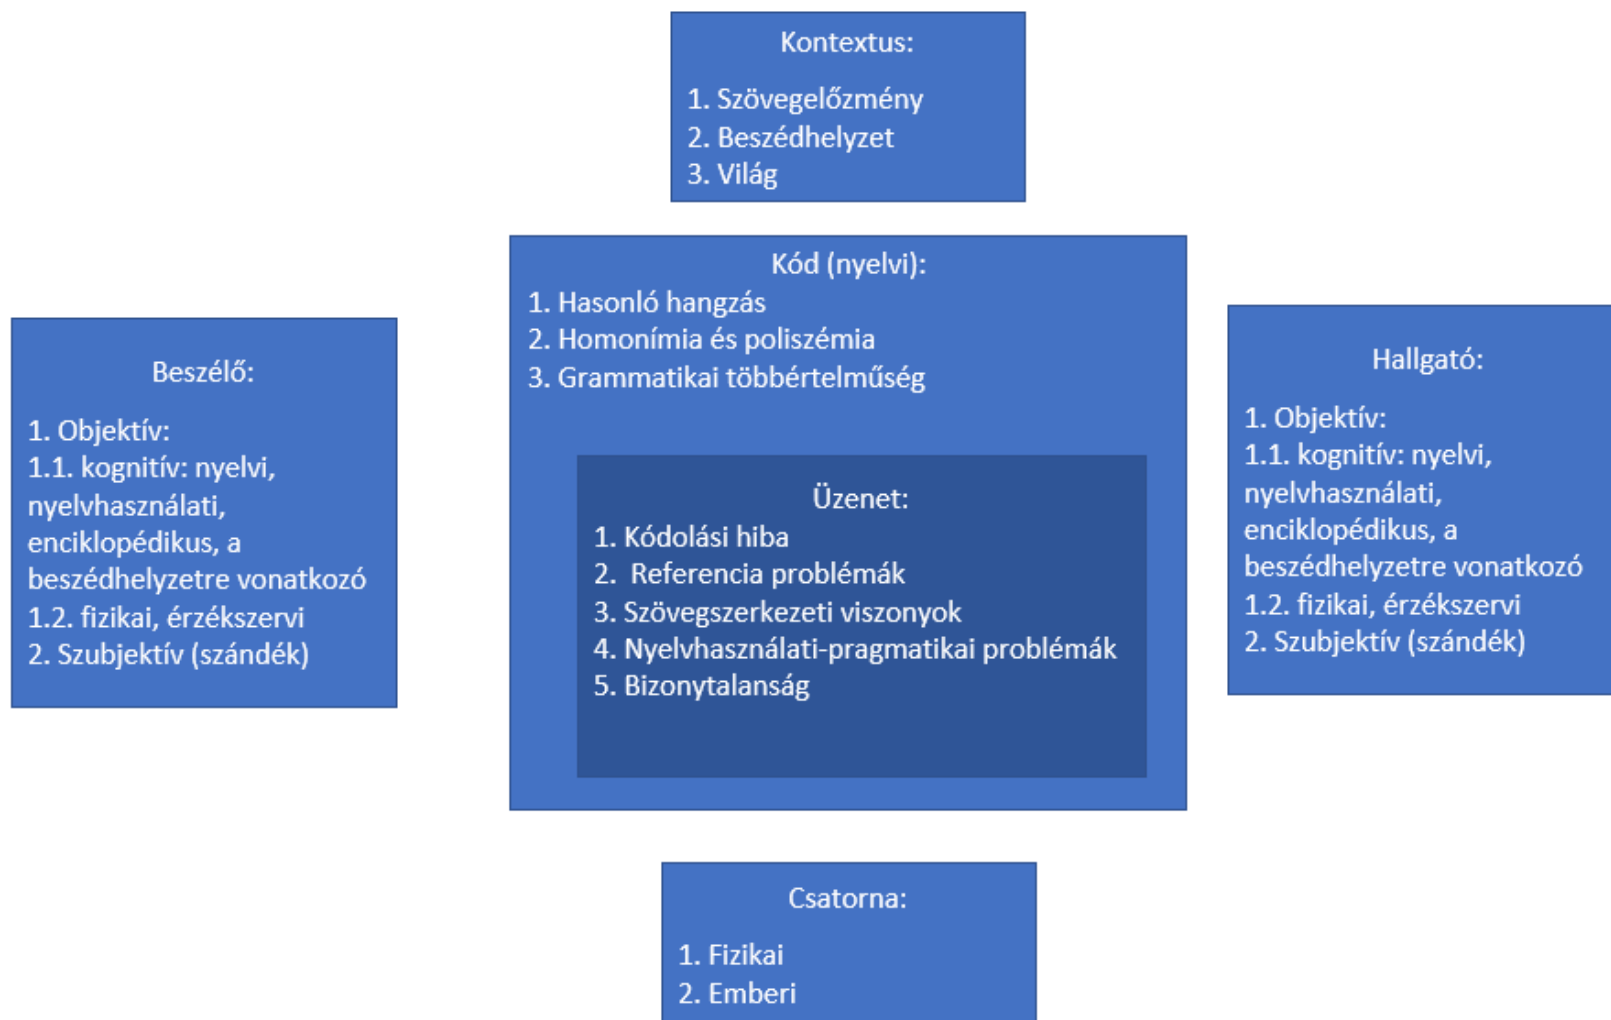 Kontextus:
1. Szövegelőzmény
2. Beszédhelyzet
3. Világ
Kód (nyelvi):
1. Hasonló hangzás
2. Homonímia és poliszémia
3. Grammatikai többértelműség
Beszélő:
1. Objektív:
1.1. kognitív: nyelvi,
nyelvhasználati,
enciklopédikus, a
beszédhelyzetre vonatkozó
1.2. fizikai, érzékszervi
2. Szubjektív (szándék)
Üzenet:
1. Kódolási hiba
2.  Referencia problémák
3. Szövegszerkezeti viszonyok
4. Nyelvhasználati-pragmatikai problémák
5. Bizonytalanság
Hallgató:
1. Objektív:
1.1. kognitív: nyelvi,
nyelvhasználati,
enciklopédikus, a
beszédhelyzetre vonatkozó
1.2. fizikai, érzékszervi
2. Szubjektív (szándék)
Csatorna:
1. Fizikai
2. Emberi